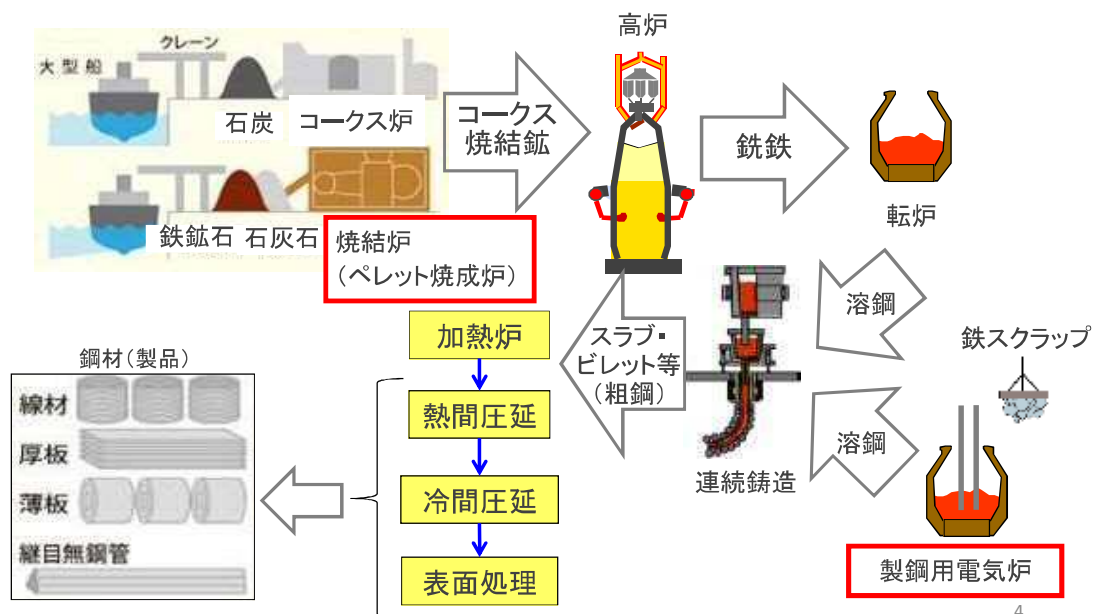 クレーン
大型船
石炭
コークス炉
鉄鉱石
石灰石
焼結炉
（ペレット焼成炉）
コークス
焼結鉱
高炉
銑鉄
転炉
溶鋼
鉄スクラップ
溶鋼
製鋼用電気炉
連続鋳造
スラブ・
ビレット等
（粗鋼）
加熱炉
熱間圧延
冷間圧延
表面処理
鋼材（製品）
線材
厚板
薄板
継目無鋼管
4